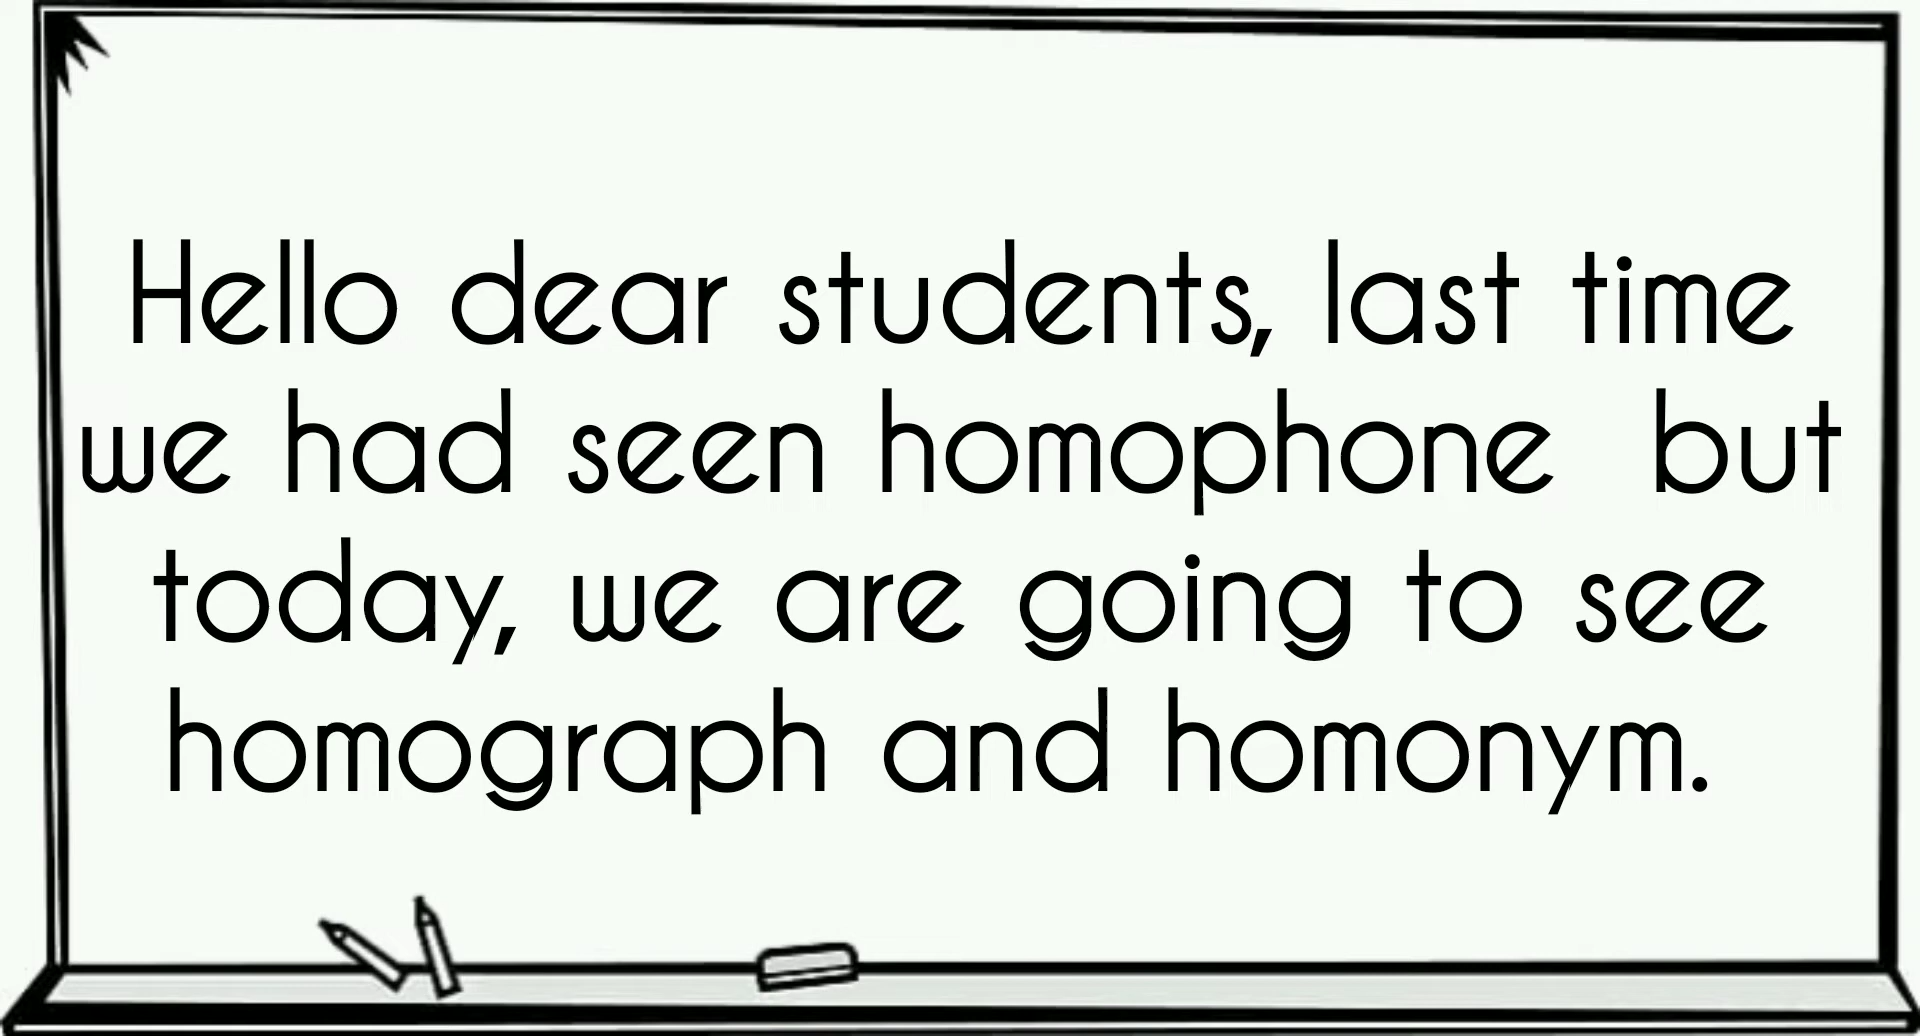 Hello dear students, last time
we had seen homophone  but
today, we are going to see
homograph and homonym.